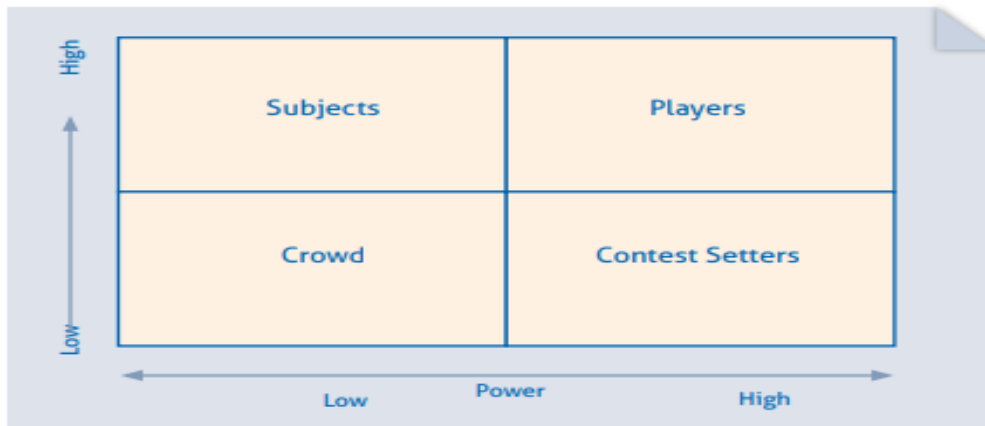 High
Subjects
Players
Crowd
Contest Setters
Low
Power
Low
High